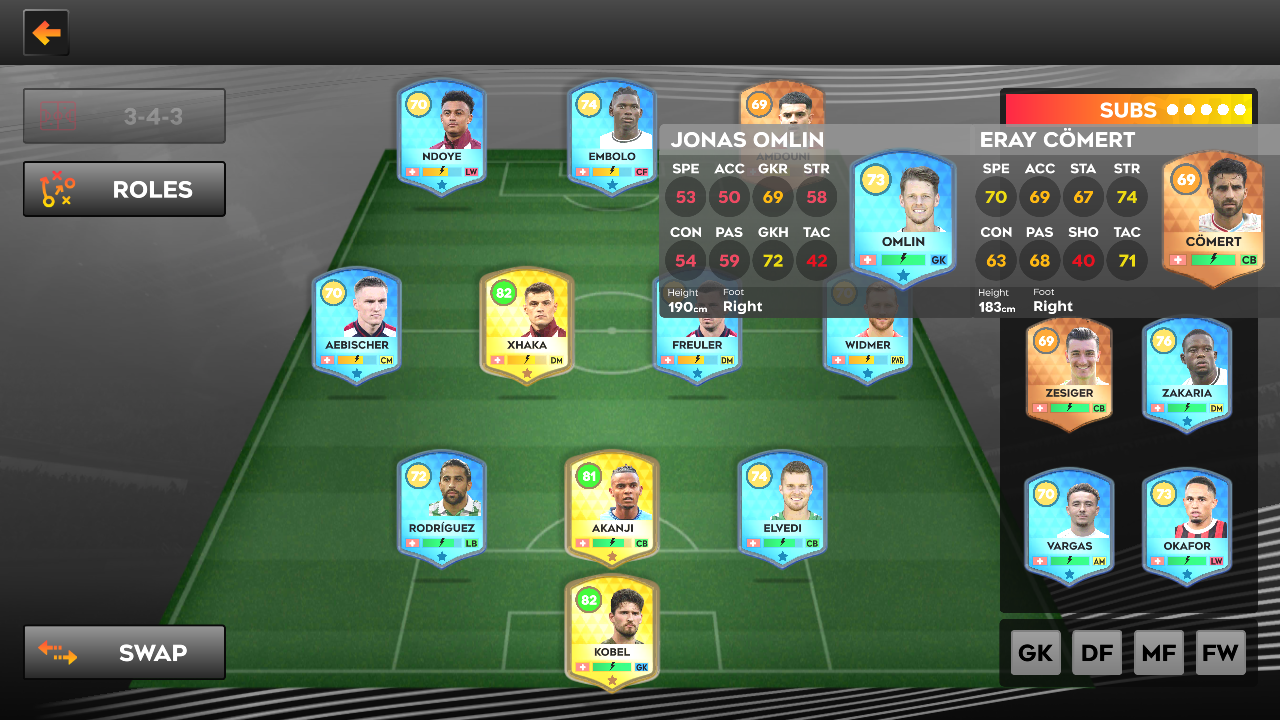 3-4-3
ROLES
SWAP
70
NDOYE
LW
74
EMBOLO
CF
69
AMDOUNI
SUBS
JONAS OMLIN
SPE ACC GKR STR
53 50 69 58
CON PAS GKH TAC
54 59 72 42
Height Foot
190cm Right
73
OMLIN
GK
ERAY CÖMERT
SPE ACC STA STR
70 69 67 74
CON PAS SHO TAC
63 68 40 71
Height Foot
183cm Right
69
CÖMERT
CB
70
AEBISCHER
CM
82
XHAKA
DM
FREULER
DM
WIDMER
RWB
69
ZESIGER
CB
76
ZAKARIA
DM
72
RODRÍGUEZ
LB
81
AKANJI
CB
74
ELVEDI
CB
70
VARGAS
AM
73
OKAFOR
LW
82
KOBEL
GK
GK DF MF FW